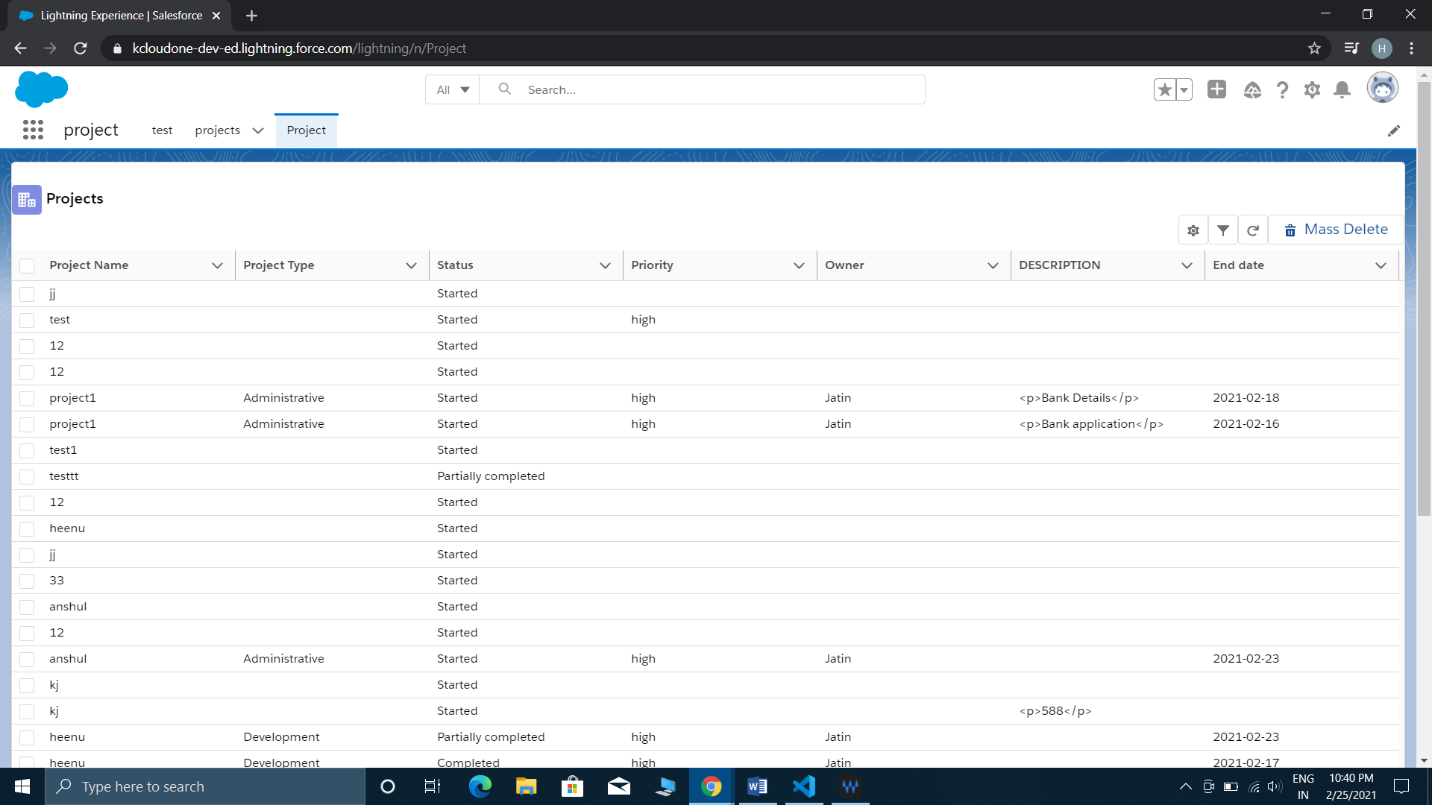 Lightning Experience | Salesforce
kcloudone-dev-ed.lightning.force.com/lightning/n/Project
H
All Search...
project test projects Project
Projects
Mass Delete
Project Name Project Type Status Priority Owner DESCRIPTION End date
jj Started
test Started high
12 Started
12 Started
project1 Administrative Started high Jatin <p>Bank Details</p> 2021-02-18
project1 Administrative Started high Jatin <p>Bank application</p> 2021-02-16
test1 Started
testtt Partially completed
12 Started
heenu Started
jj Started
33 Started
anshul Started
12 Started
anshul Administrative Started high Jatin 2021-02-23
kj Started
kj Started <p>588</p>
heenu Development Partially completed high Jatin 2021-02-23
heenu Development Completed high Jatin 2021-02-17
Type here to search
ENG 10:40 PM
IN 2/25/2021